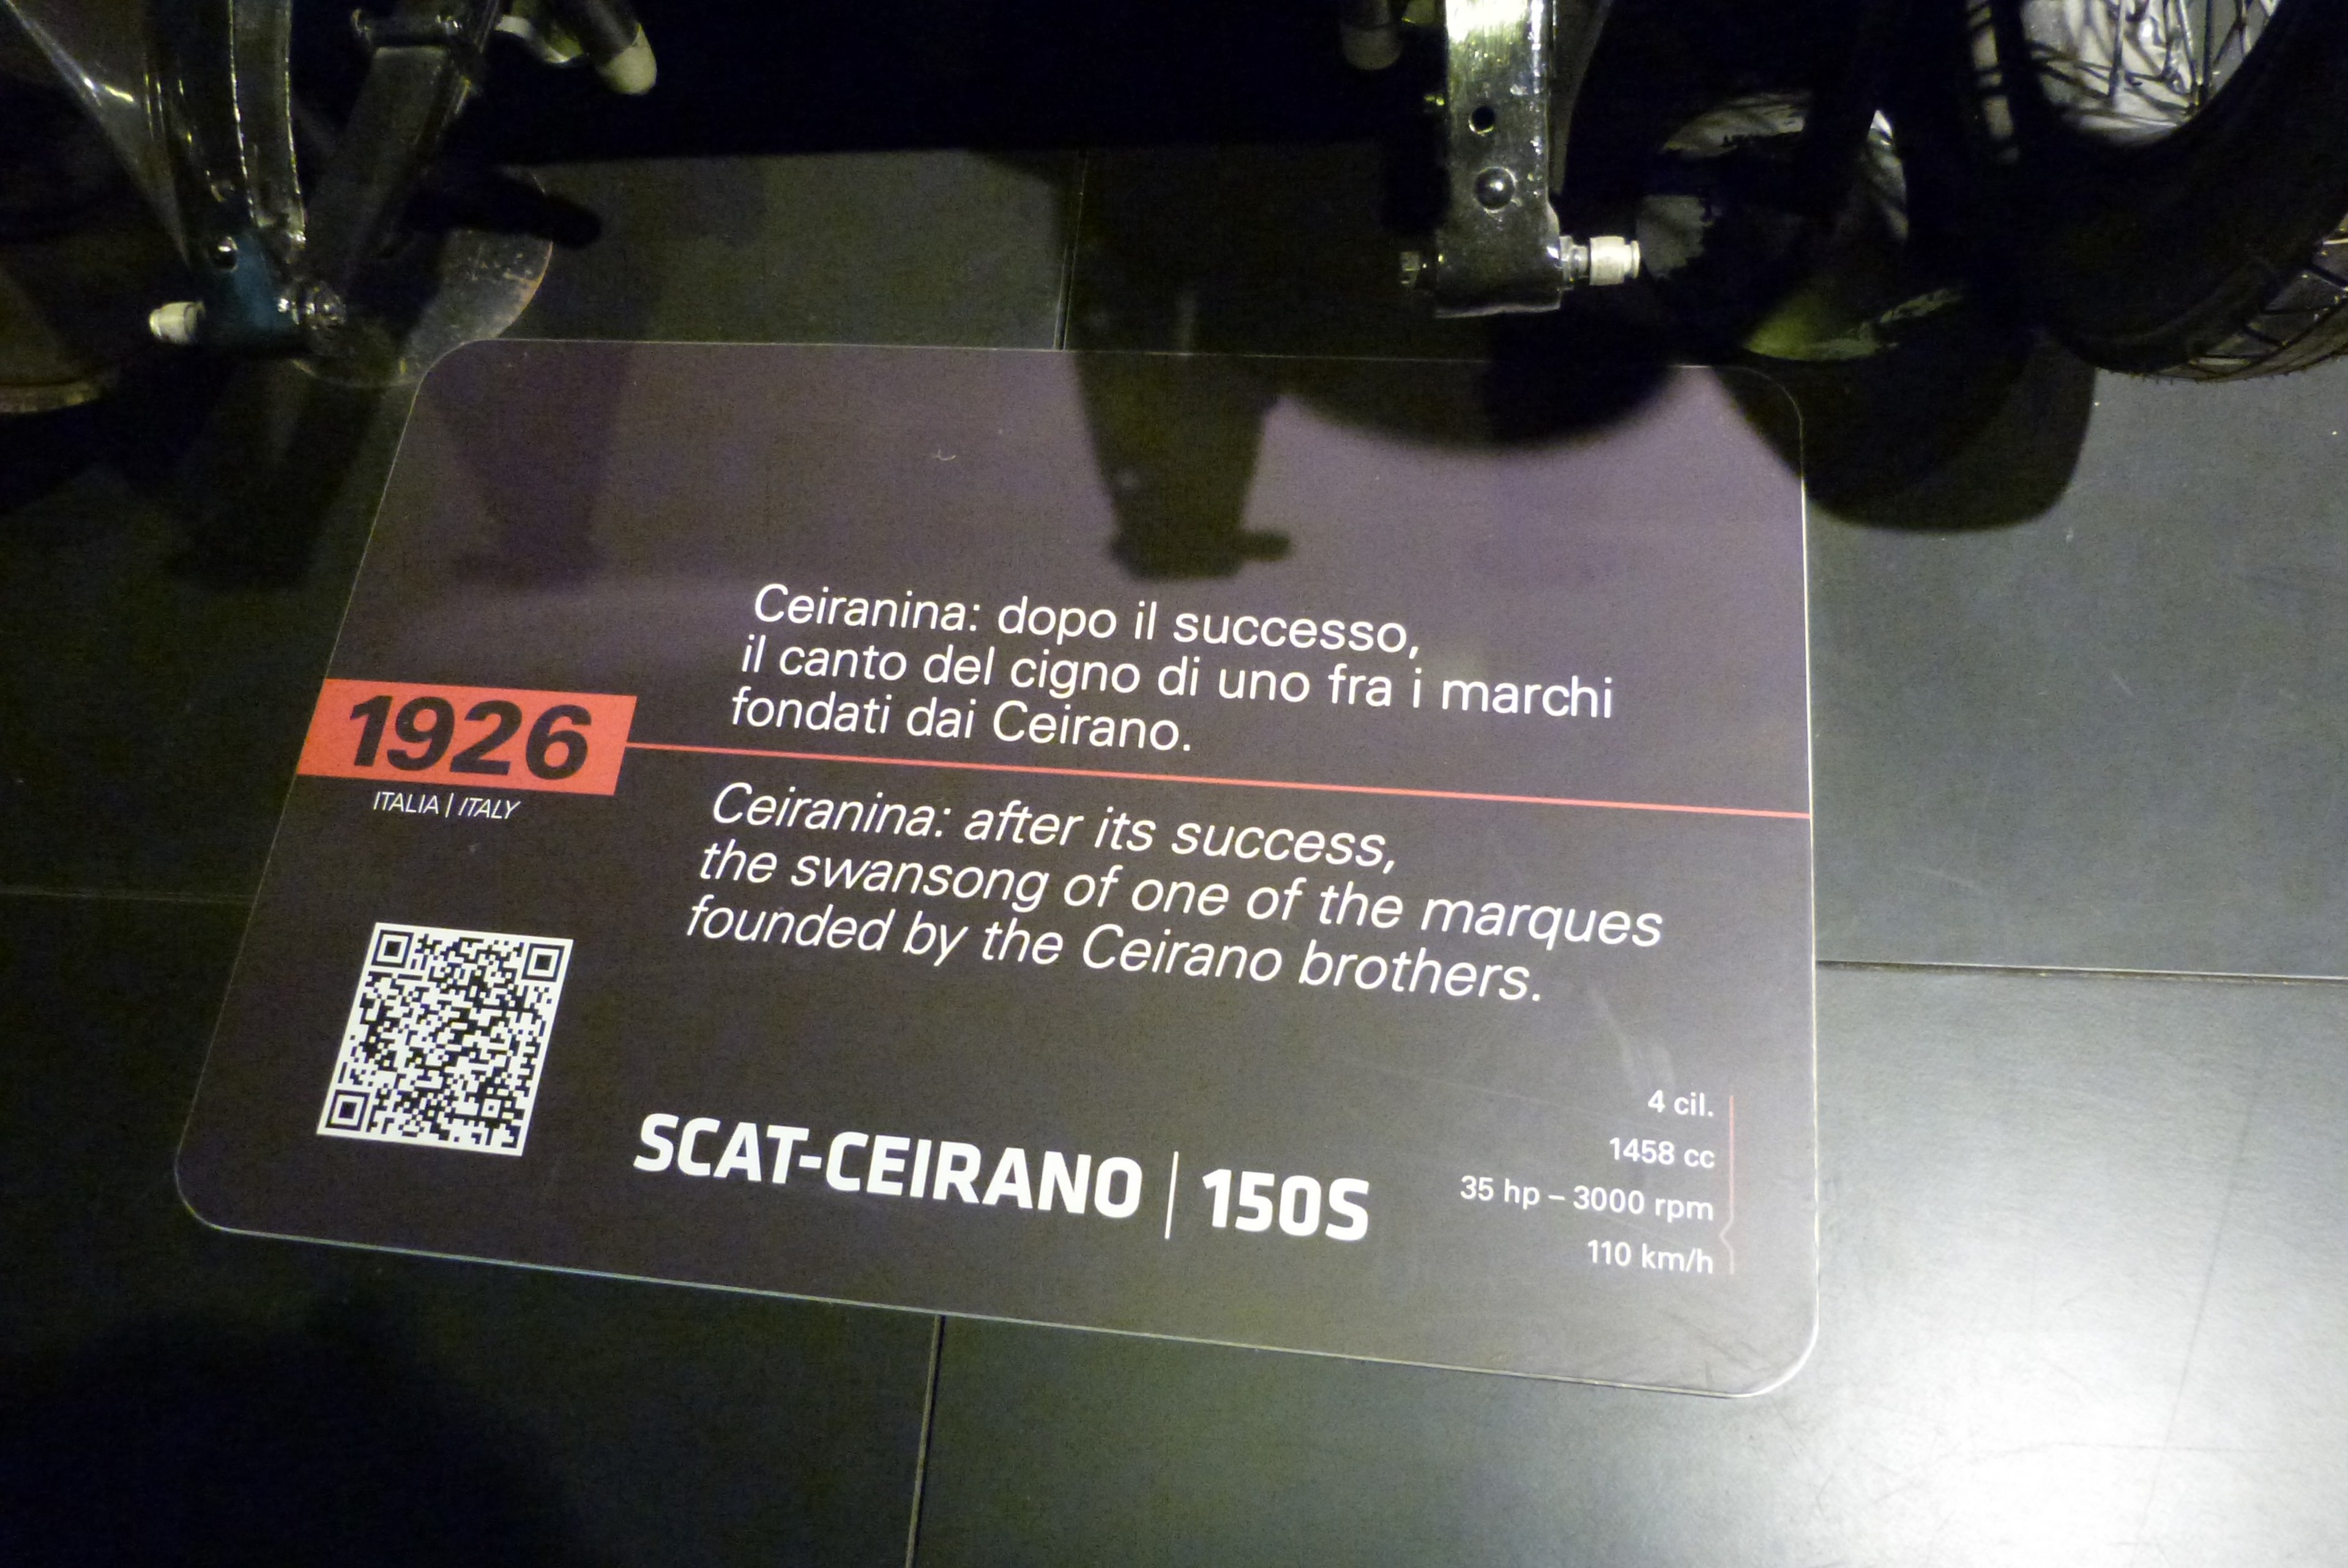 Ceiranina: dopo il successo,
il canto del cigno di uno fra i marchi
fondati dai Ceirano.
1926
ITALIA | ITALY
Ceiranina: after its success,
the swansong of one of the marques
founded by the Ceirano brothers.
SCAT-CEIRANO | 150S
4 cil.
1458 cc
35 hp – 3000 rpm
110 km/h